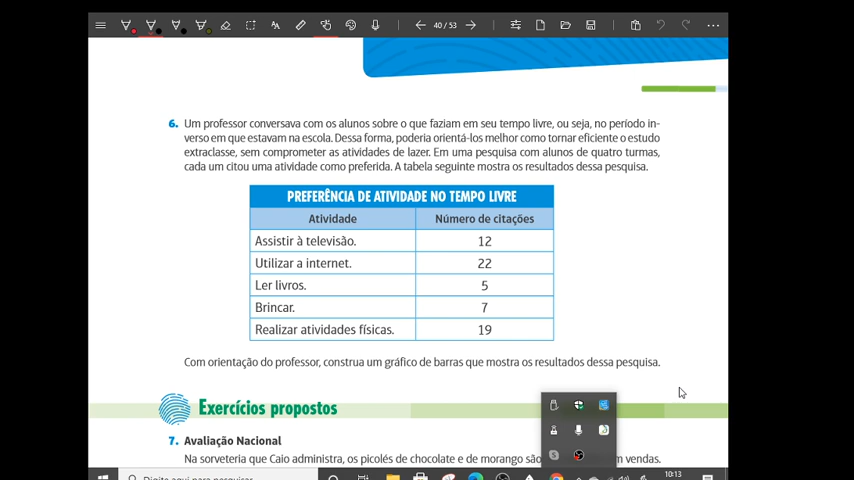 40 / 53
6. Um professor conversava com os alunos sobre o que faziam em seu tempo livre, ou seja, no período in-
verso em que estavam na escola. Dessa forma, poderia orientá-los melhor como tornar eficiente o estudo
extraclasse, sem comprometer as atividades de lazer. Em uma pesquisa com alunos de quatro turmas,
cada um citou uma atividade como preferida. A tabela seguinte mostra os resultados dessa pesquisa.
PREFERÊNCIA DE ATIVIDADE NO TEMPO LIVRE
Atividade Número de citações
Assistir à televisão. 12
Utilizar a internet. 22
Ler livros. 5
Brincar. 7
Realizar atividades físicas. 19
Com orientação do professor, construa um gráfico de barras que mostra os resultados dessa pesquisa.
Exercícios propostos
7. Avaliação Nacional
Na sorveteria que Caio administra, os picolés de chocolate e de morango são m vendas.
Digite aqui para pesquisar
10:13